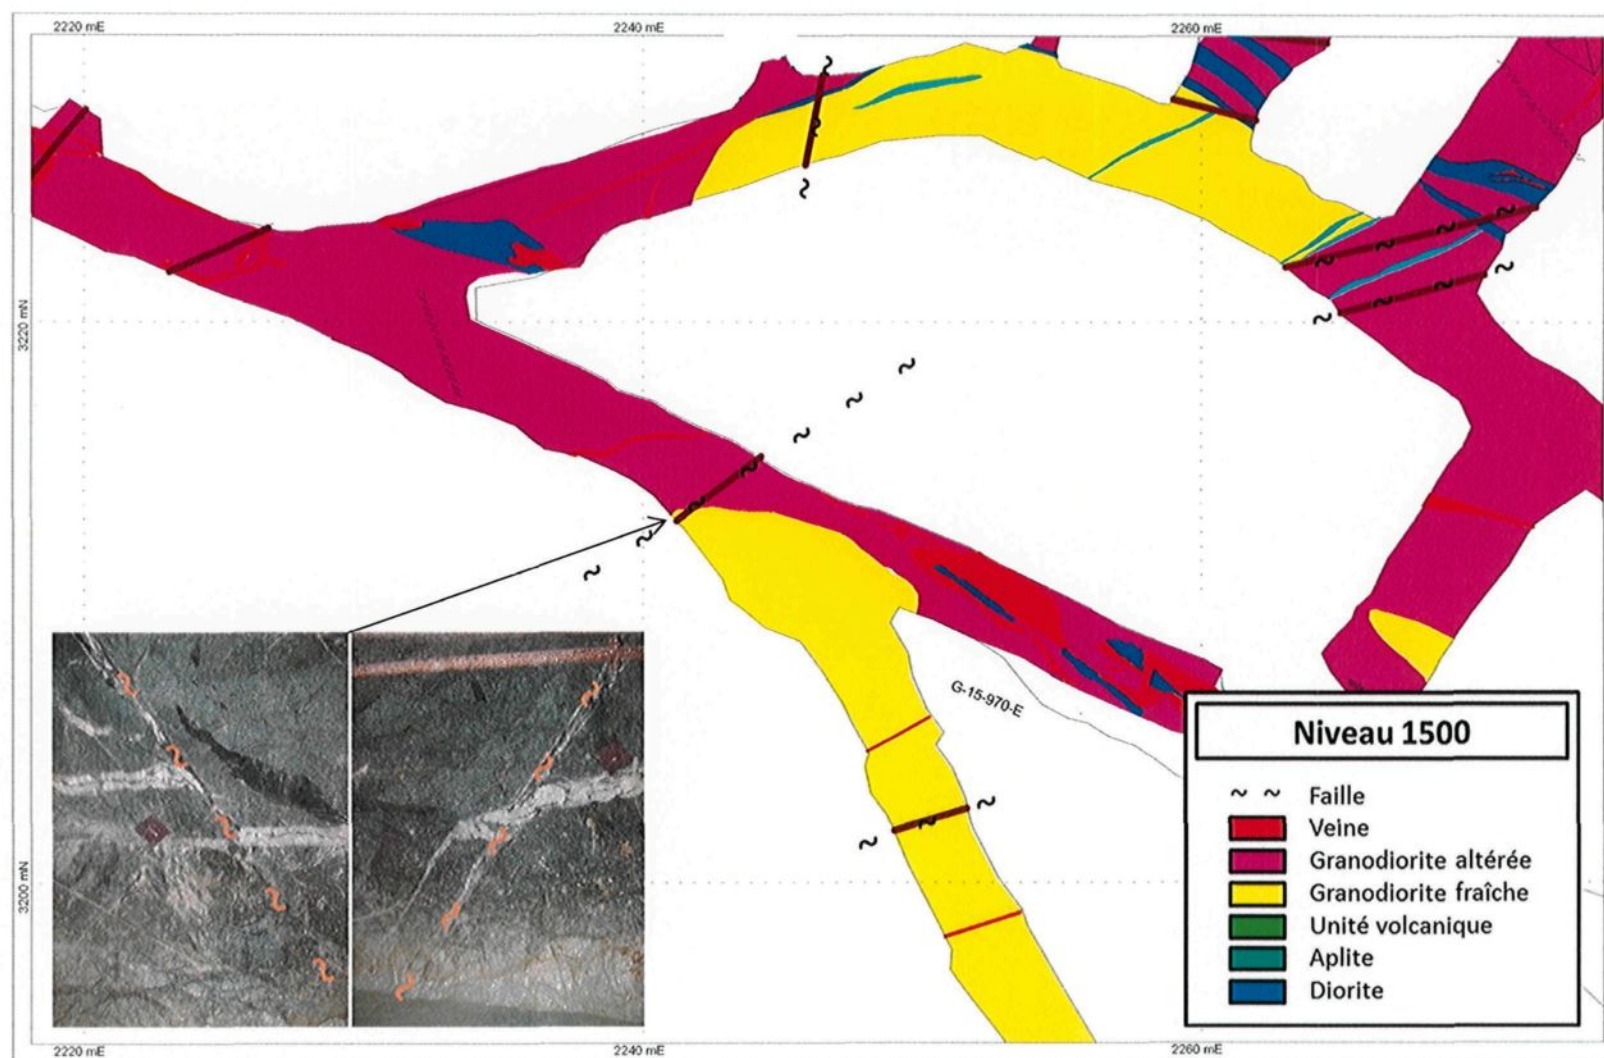 2220 mE
2240 mE
2260 mE
3220 mN
G-15-970-E
Niveau 1500
~ ~ Faille
Veine
Granodiorite altérée
Granodiorite fraîche
Unité volcanique
Aplite
Diorite
3200 mN
2220 mE
2240 mE
2260 mE